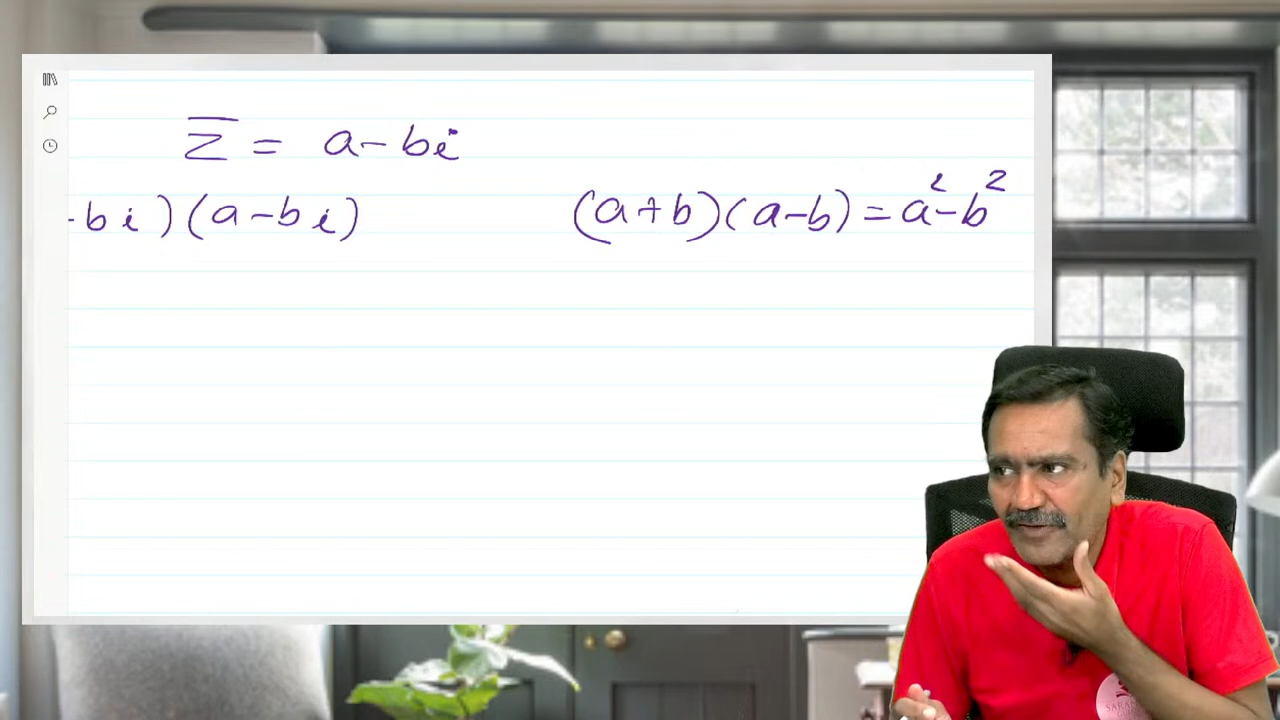 z̅ = a - bi
- bi)(a - bi) (a + b)(a - b) = a² - b²